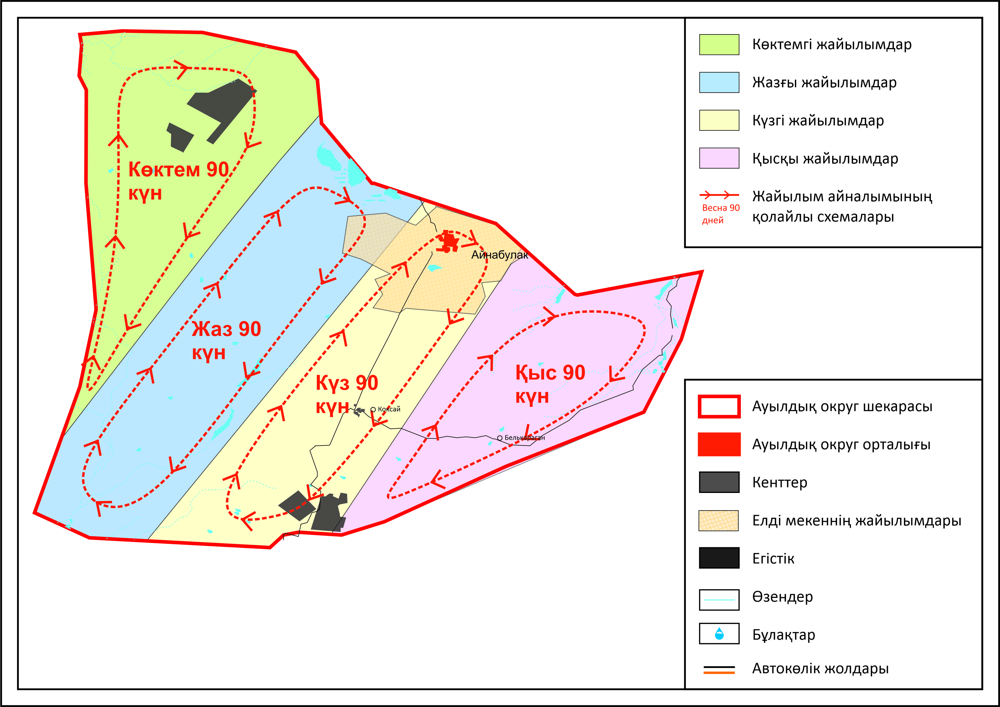 Көктем 90
күн
Жаз 90
күн
Күз 90
күн
Қыс 90
күн
Айнабулак
Коксай
Белькараган
Көктемгі жайылымдар
Жазғы жайылымдар
Күзгі жайылымдар
Қысқы жайылымдар
Весна 90
дней
Жайылым айналымының
қолайлы схемалары
Ауылдық округ шекарасы
Ауылдық округ орталығы
Кенттер
Елді мекеннің жайылымдары
Егістік
Өзендер
Бұлақтар
Автокөлік жолдары